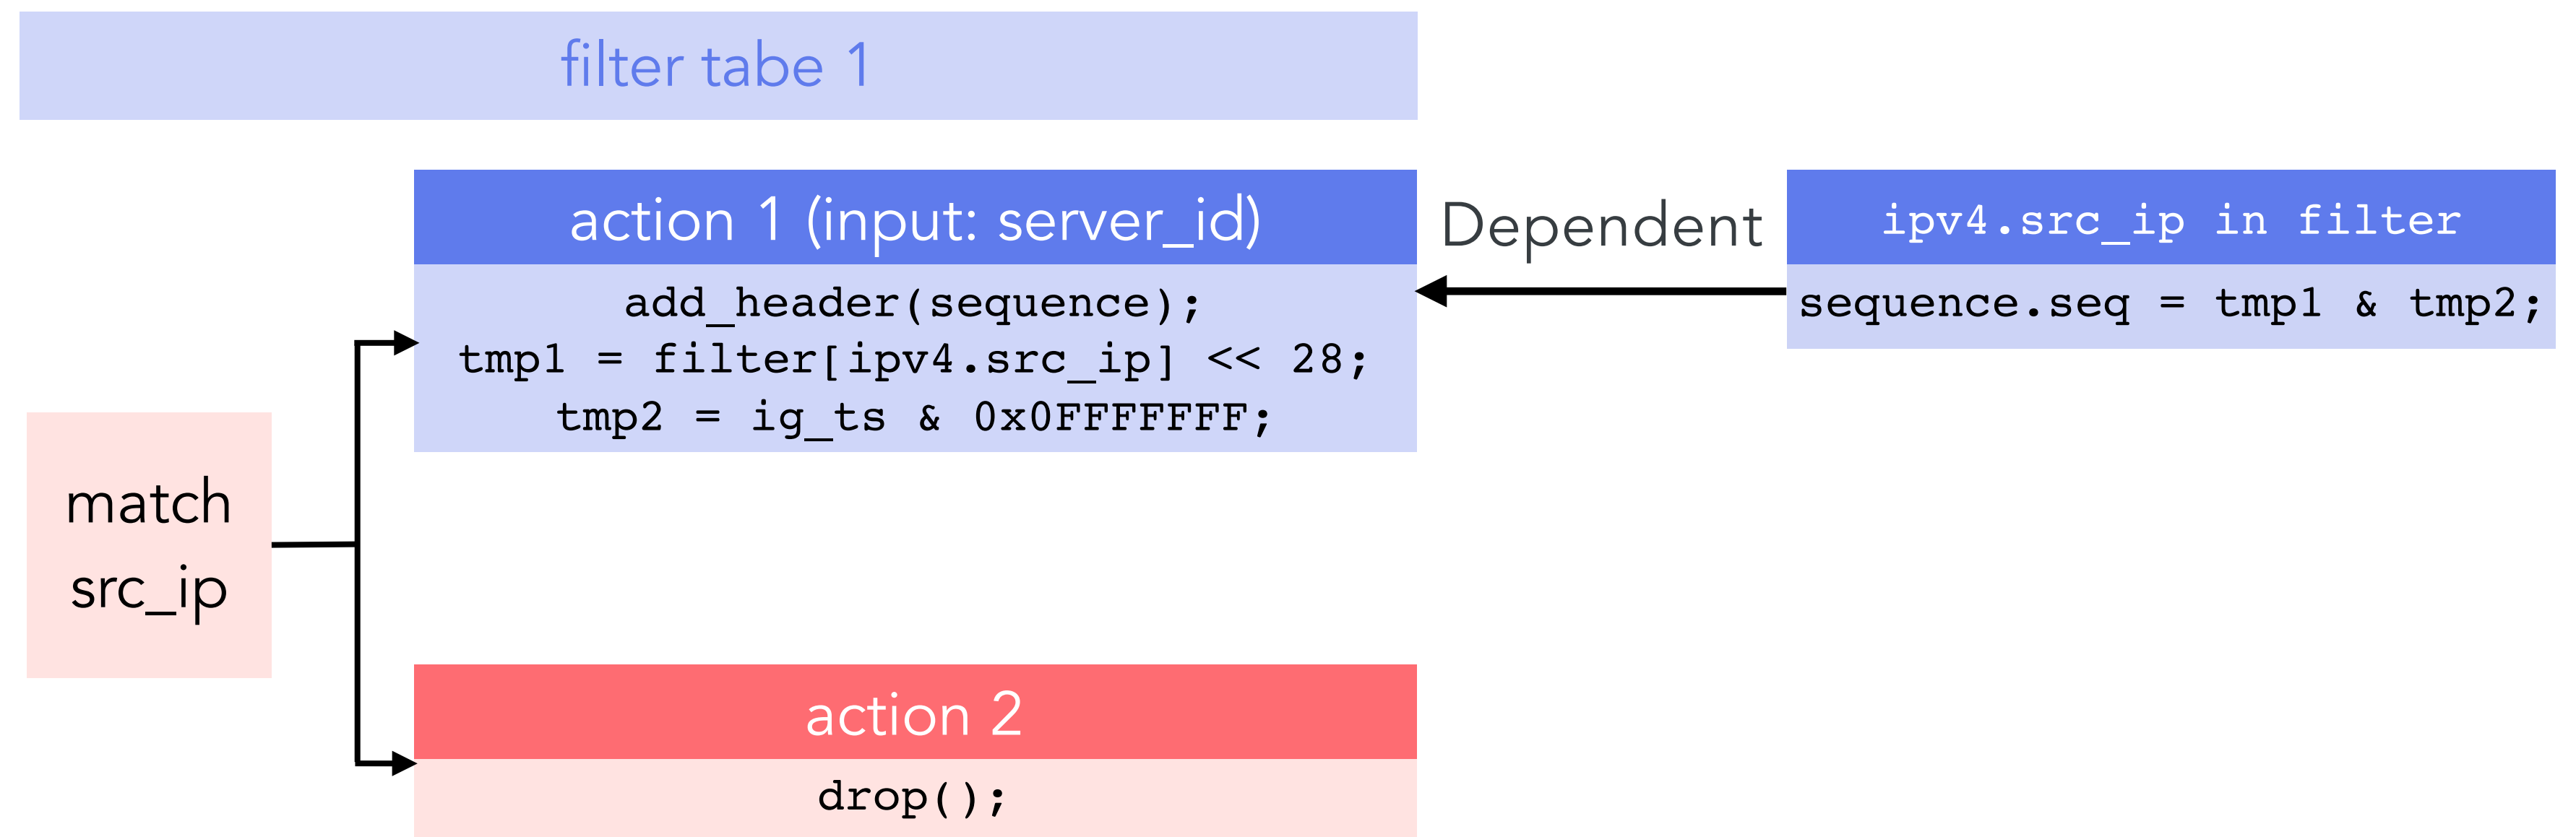 filter tabe 1
action 1 (input: server_id)
add_header(sequence);
tmp1 = filter[ipv4.src_ip] << 28;
tmp2 = ig_ts & 0x0FFFFFFF;
Dependent
ipv4.src_ip in filter
sequence.seq = tmp1 & tmp2;
match
src_ip
action 2
drop();